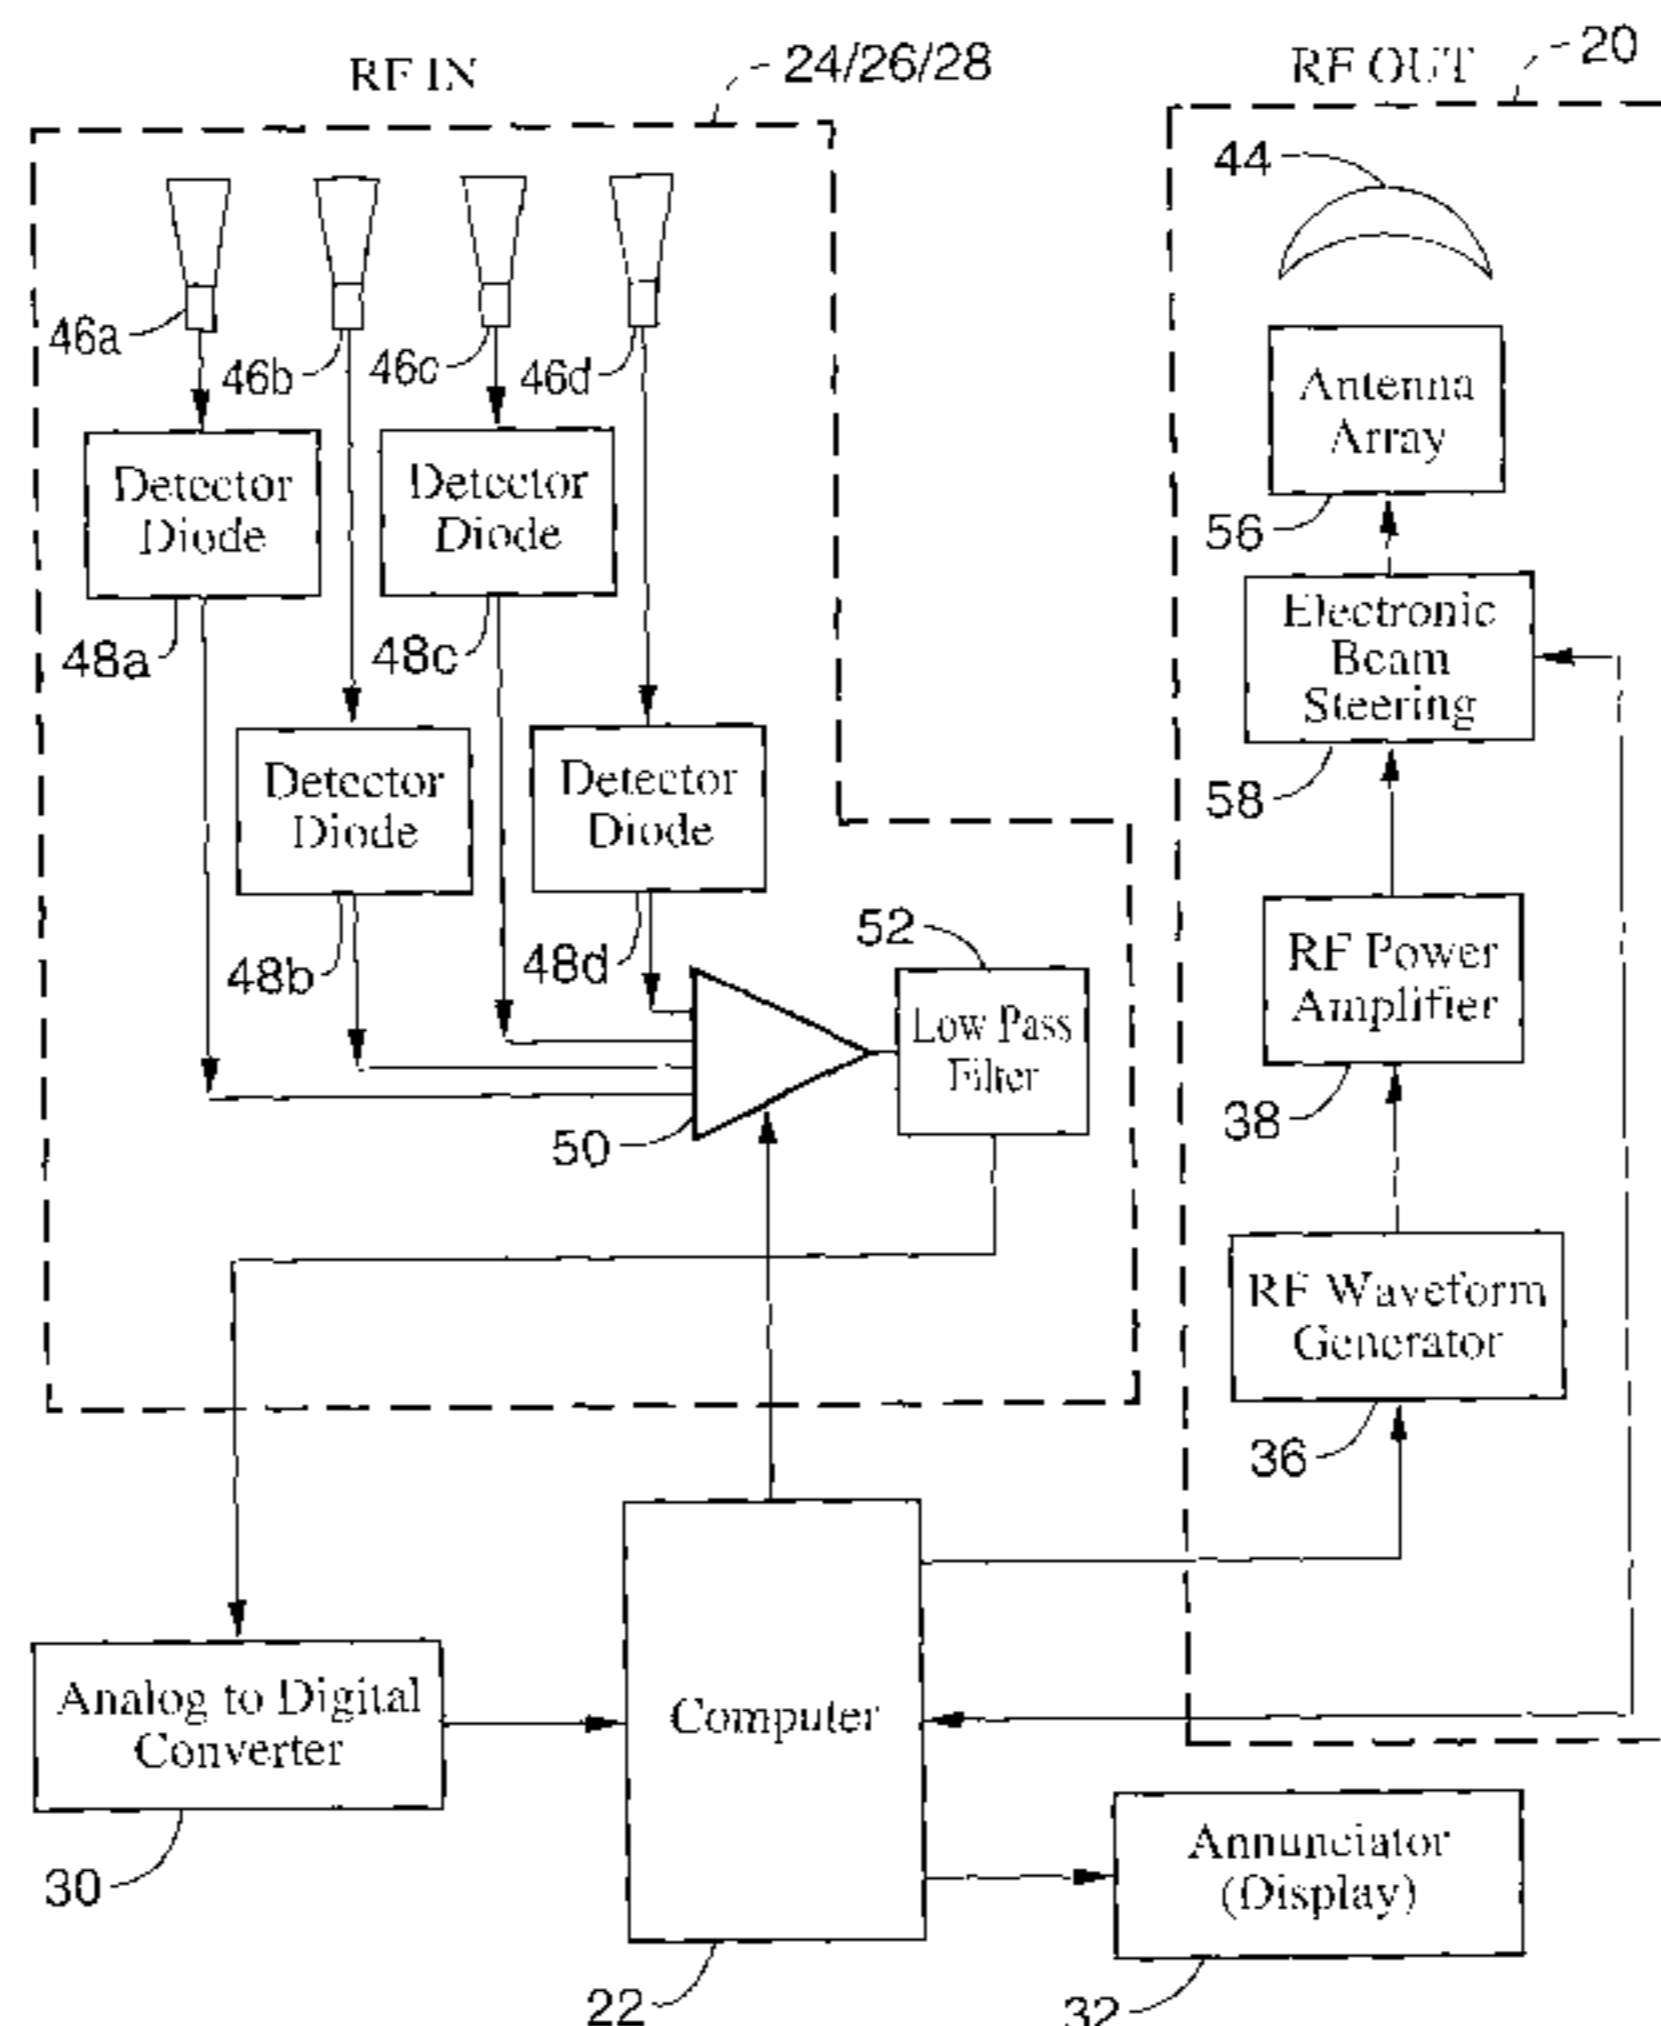 RF IN
24/26/28
RF OUT
20
44
46a
46b
46c
46d
Antenna
Array
56
Detector
Diode
Detector
Diode
48a
48c
Electronic
Beam
Steering
58
Detector
Diode
Detector
Diode
48b
48d
52
Low Pass
Filter
50
RF Power
Amplifier
38
RF Waveform
Generator
36
Analog to Digital
Converter
30
Computer
22
Annunciator
(Display)
32